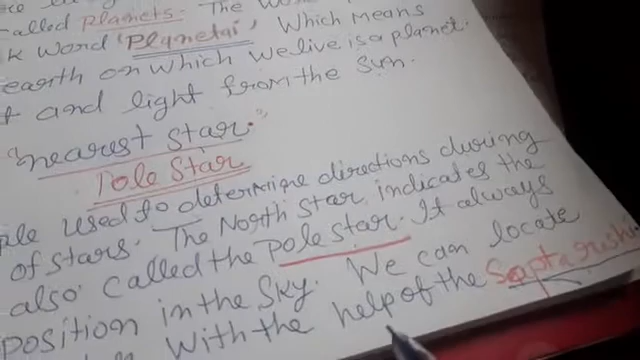 called Planets. The
k word 'Planetai', Which means
earth on which we live is a planet.
t and light from the Sun.
"nearest star."
Pole Star
ple used to determine directions during
of stars. The North Star indicates the
also called the Pole star. It always
position in the sky. We can locate
With the help of the Saptarushi